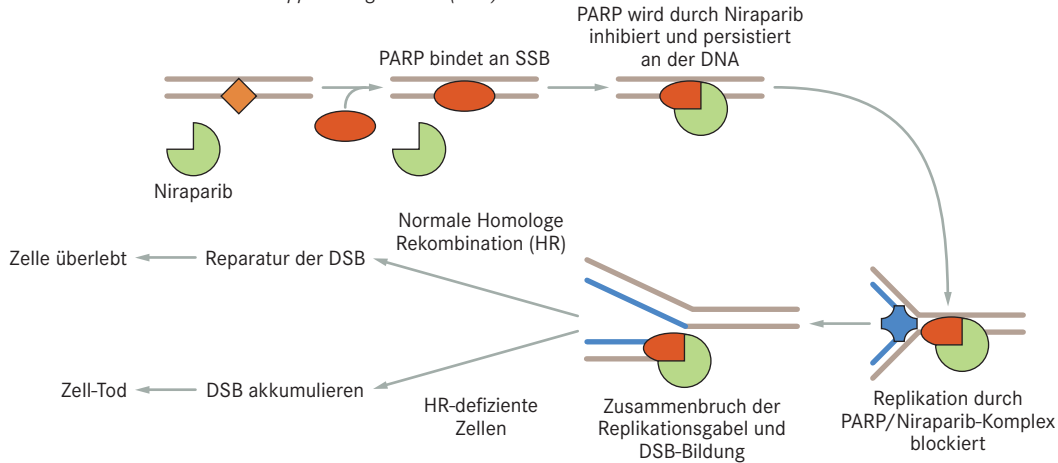 PARP wird durch Niraparib
inhibiert und persistiert
an der DNA
PARP bindet an SSB
Niraparib
Normale Homologe
Rekombination (HR)
Zelle überlebt
Reparatur der DSB
Zell-Tod
DSB akkumulieren
HR-defiziente
Zellen
Zusammenbruch der
Replikationsgabel und
DSB-Bildung
Replikation durch
PARP/Niraparib-Komplex
blockiert